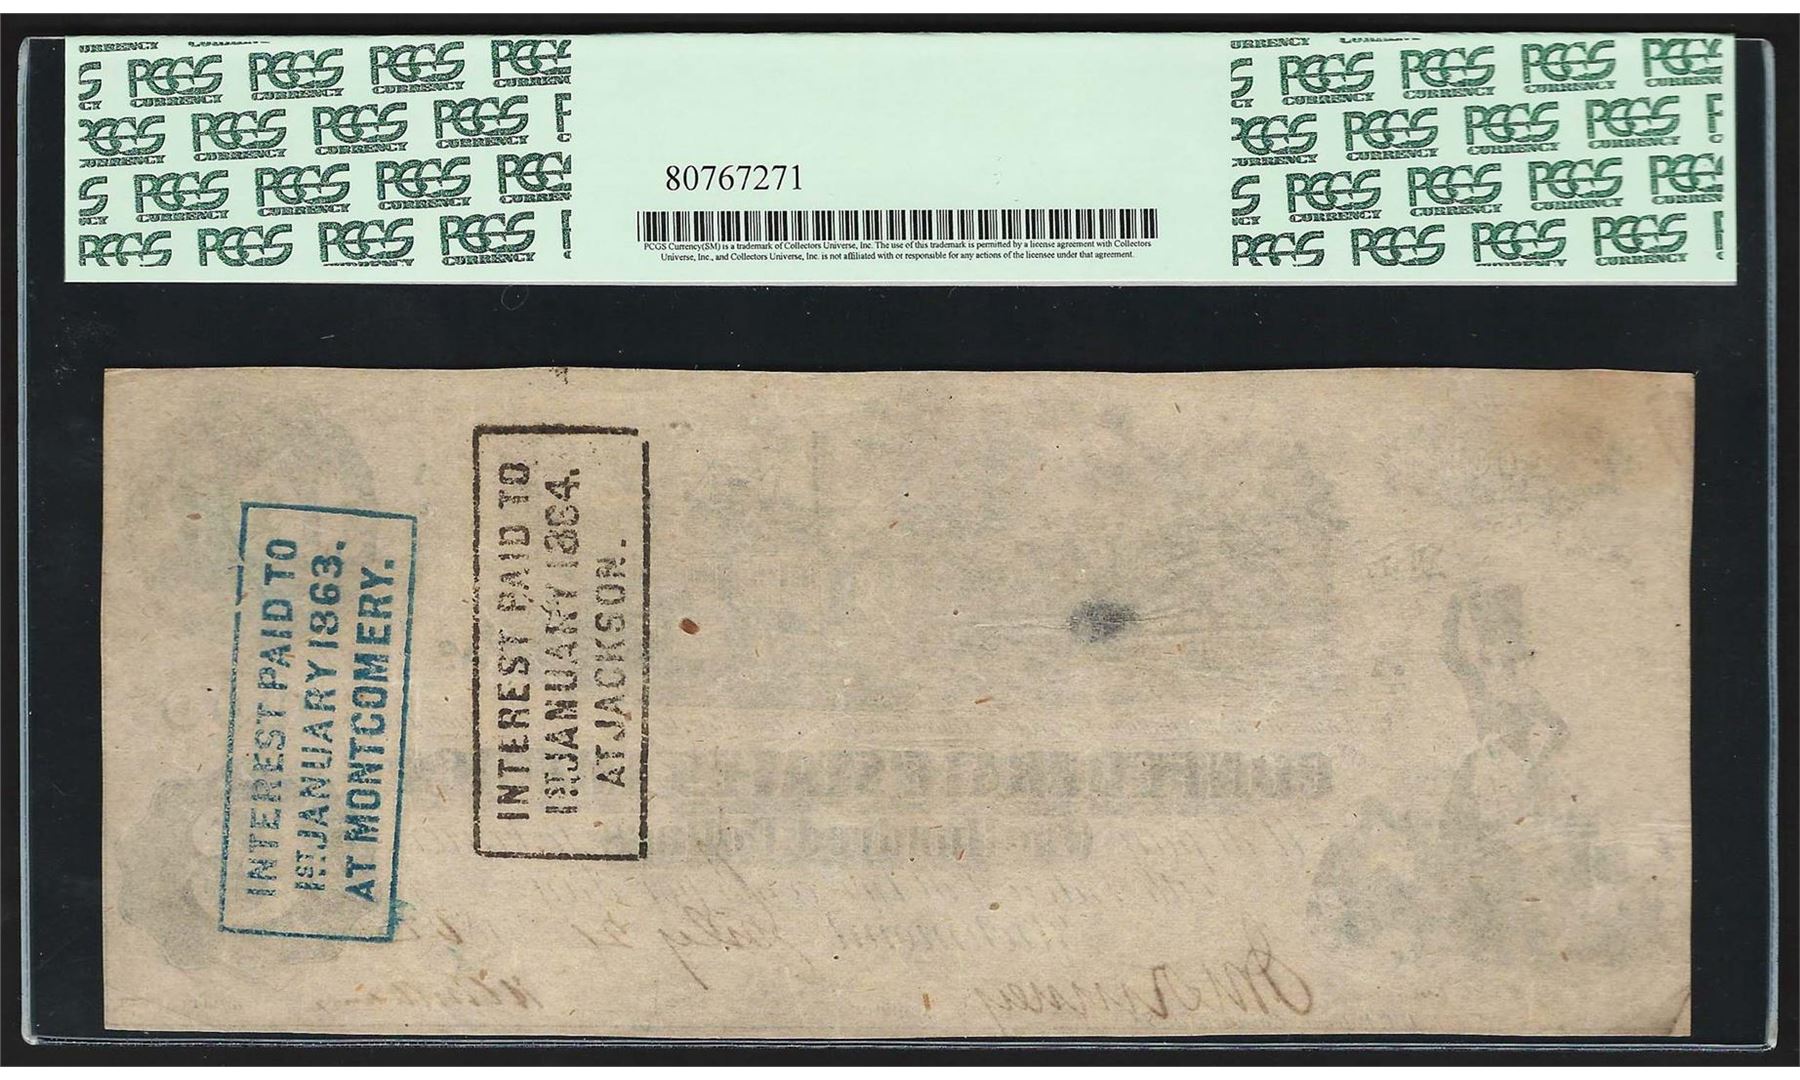 PCGS
CURRENCY
80767271
PCGS Currency(SM) is a trademark of Collectors Universe, Inc. The use of this trademark is permitted by a license agreement with Collectors
Universe, Inc., and Collectors Universe, Inc. is not affiliated with or responsible for any actions of the licensee under that agreement.
INTEREST PAID TO
1ST. JANUARY 1863.
AT MONTGOMERY.
INTEREST PAID TO
1ST. JANUARY 1864.
AT JACKSON.